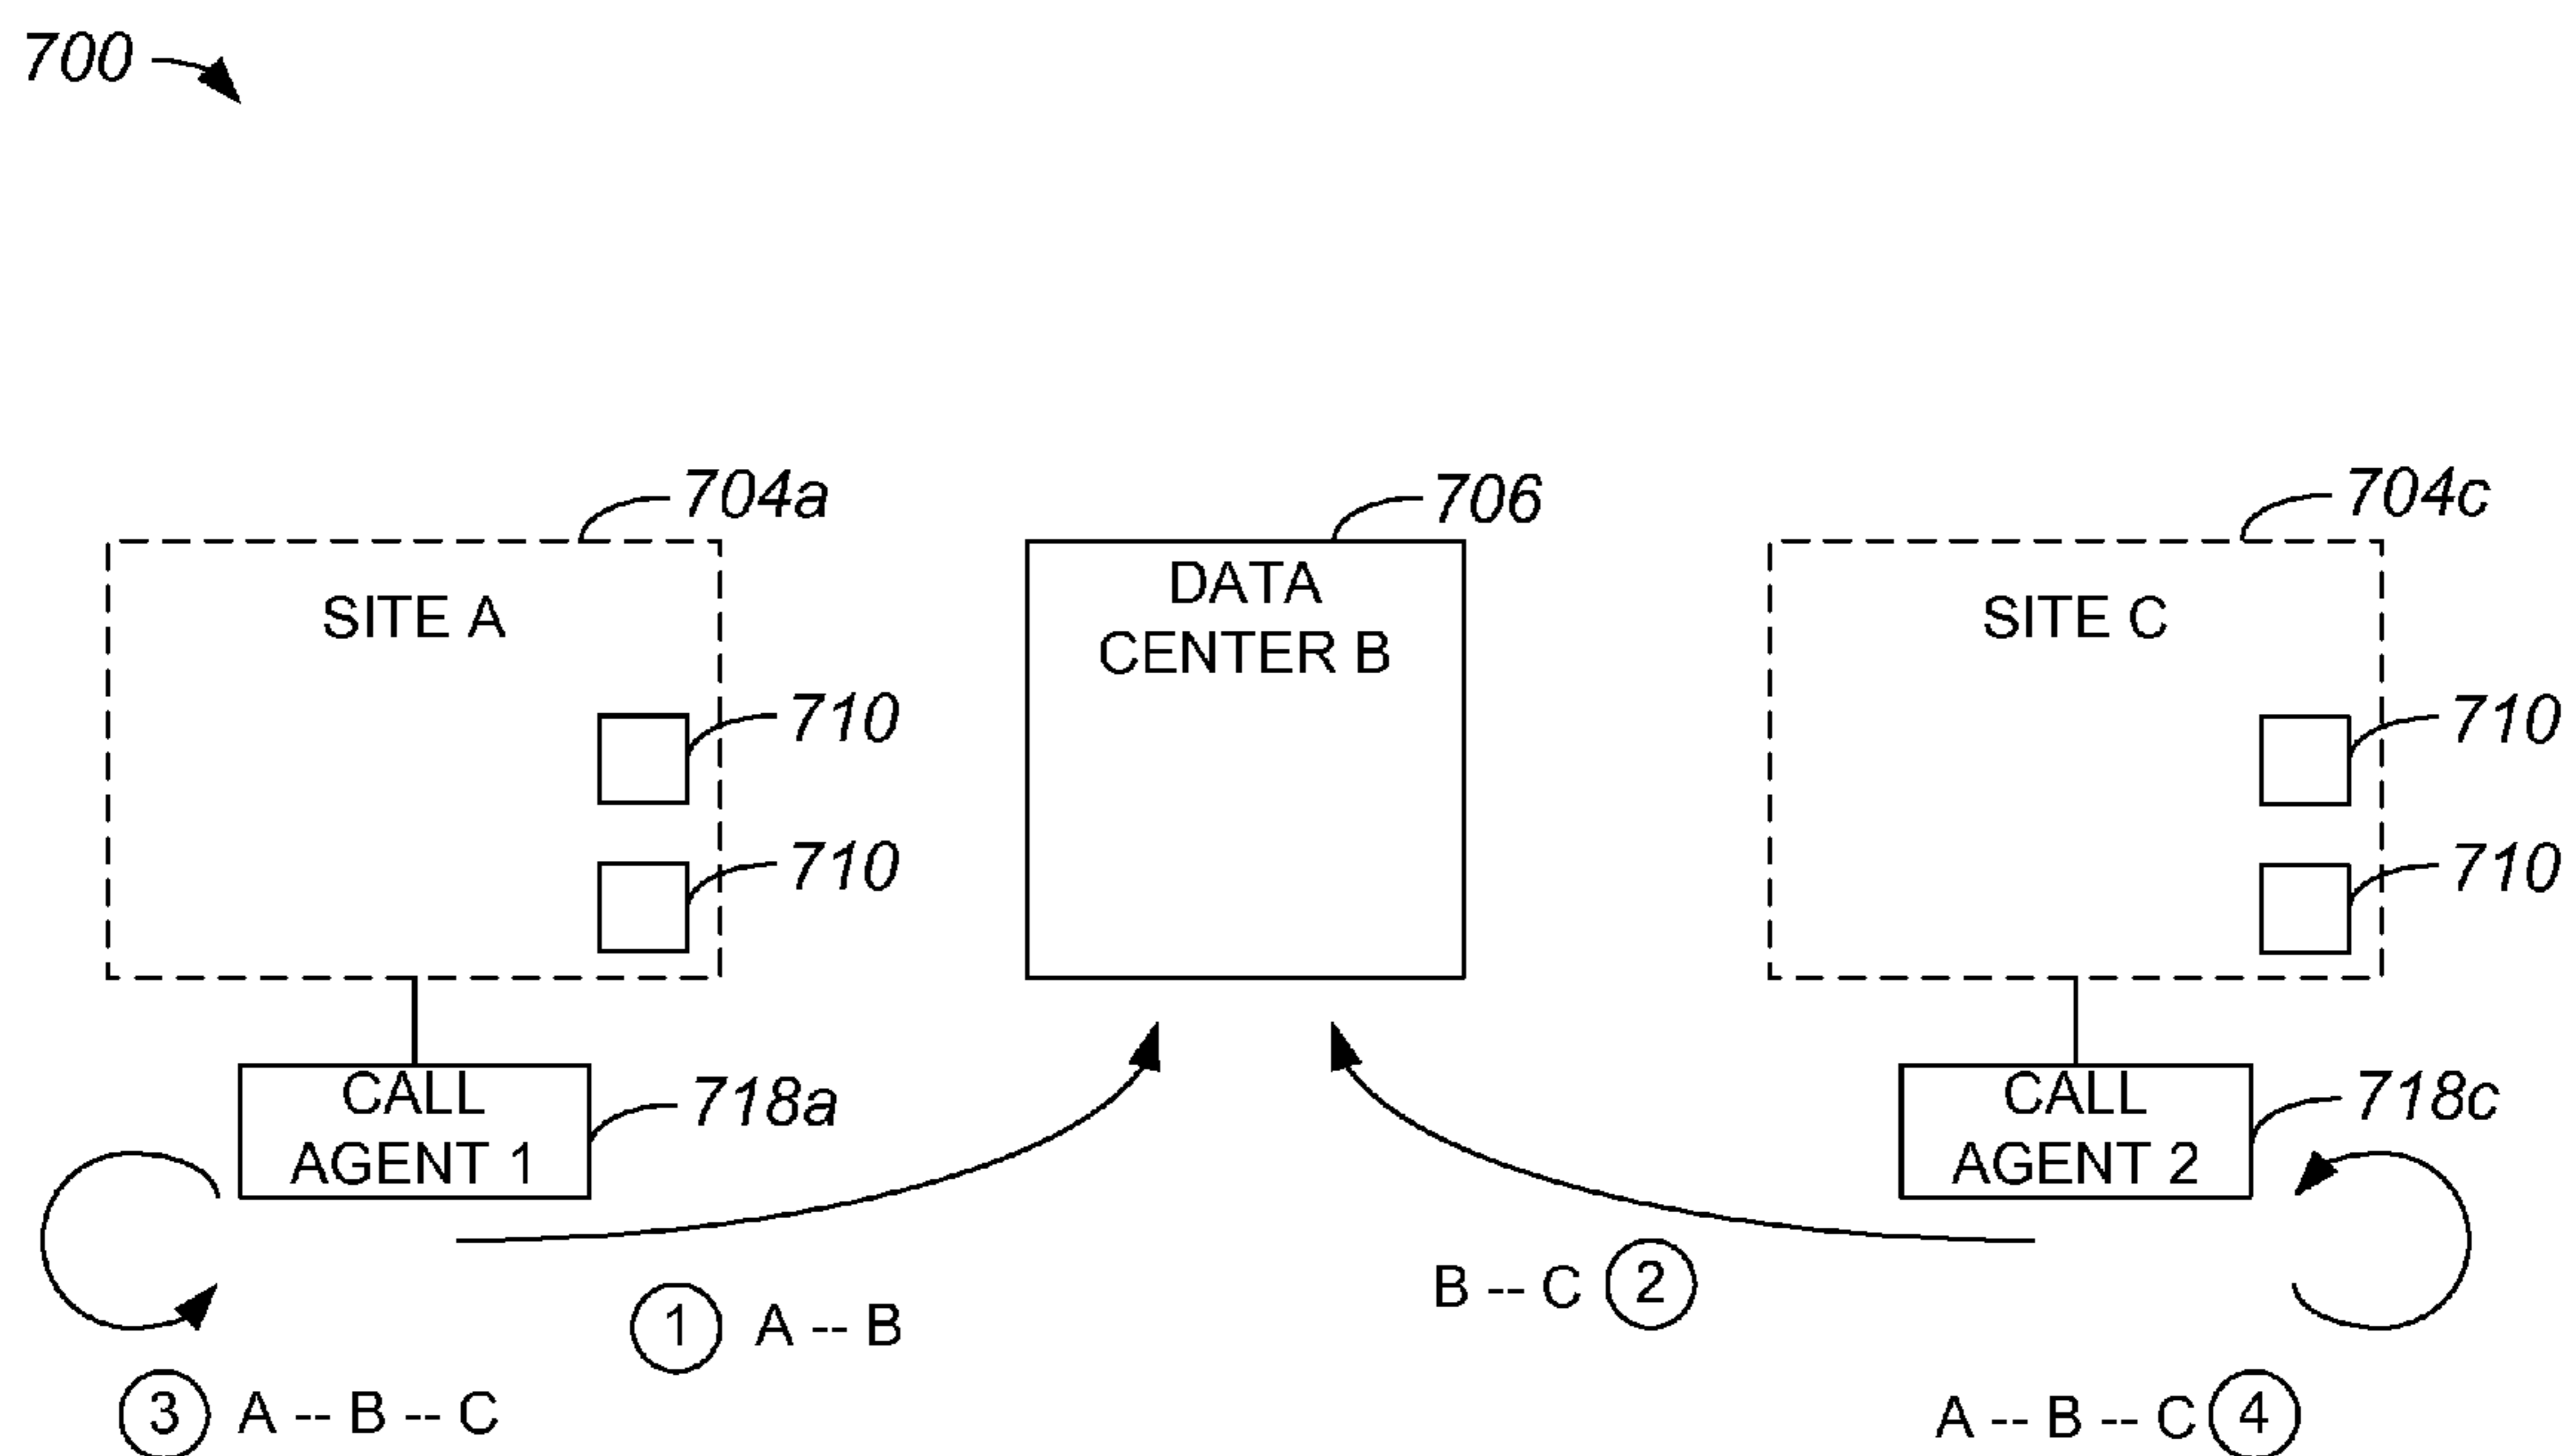 700
704a
706
704c
SITE A
DATA
CENTER B
SITE C
710
710
710
710
CALL
AGENT 1
718a
CALL
AGENT 2
718c
B -- C 2
1 A -- B
3 A -- B -- C
A -- B -- C 4